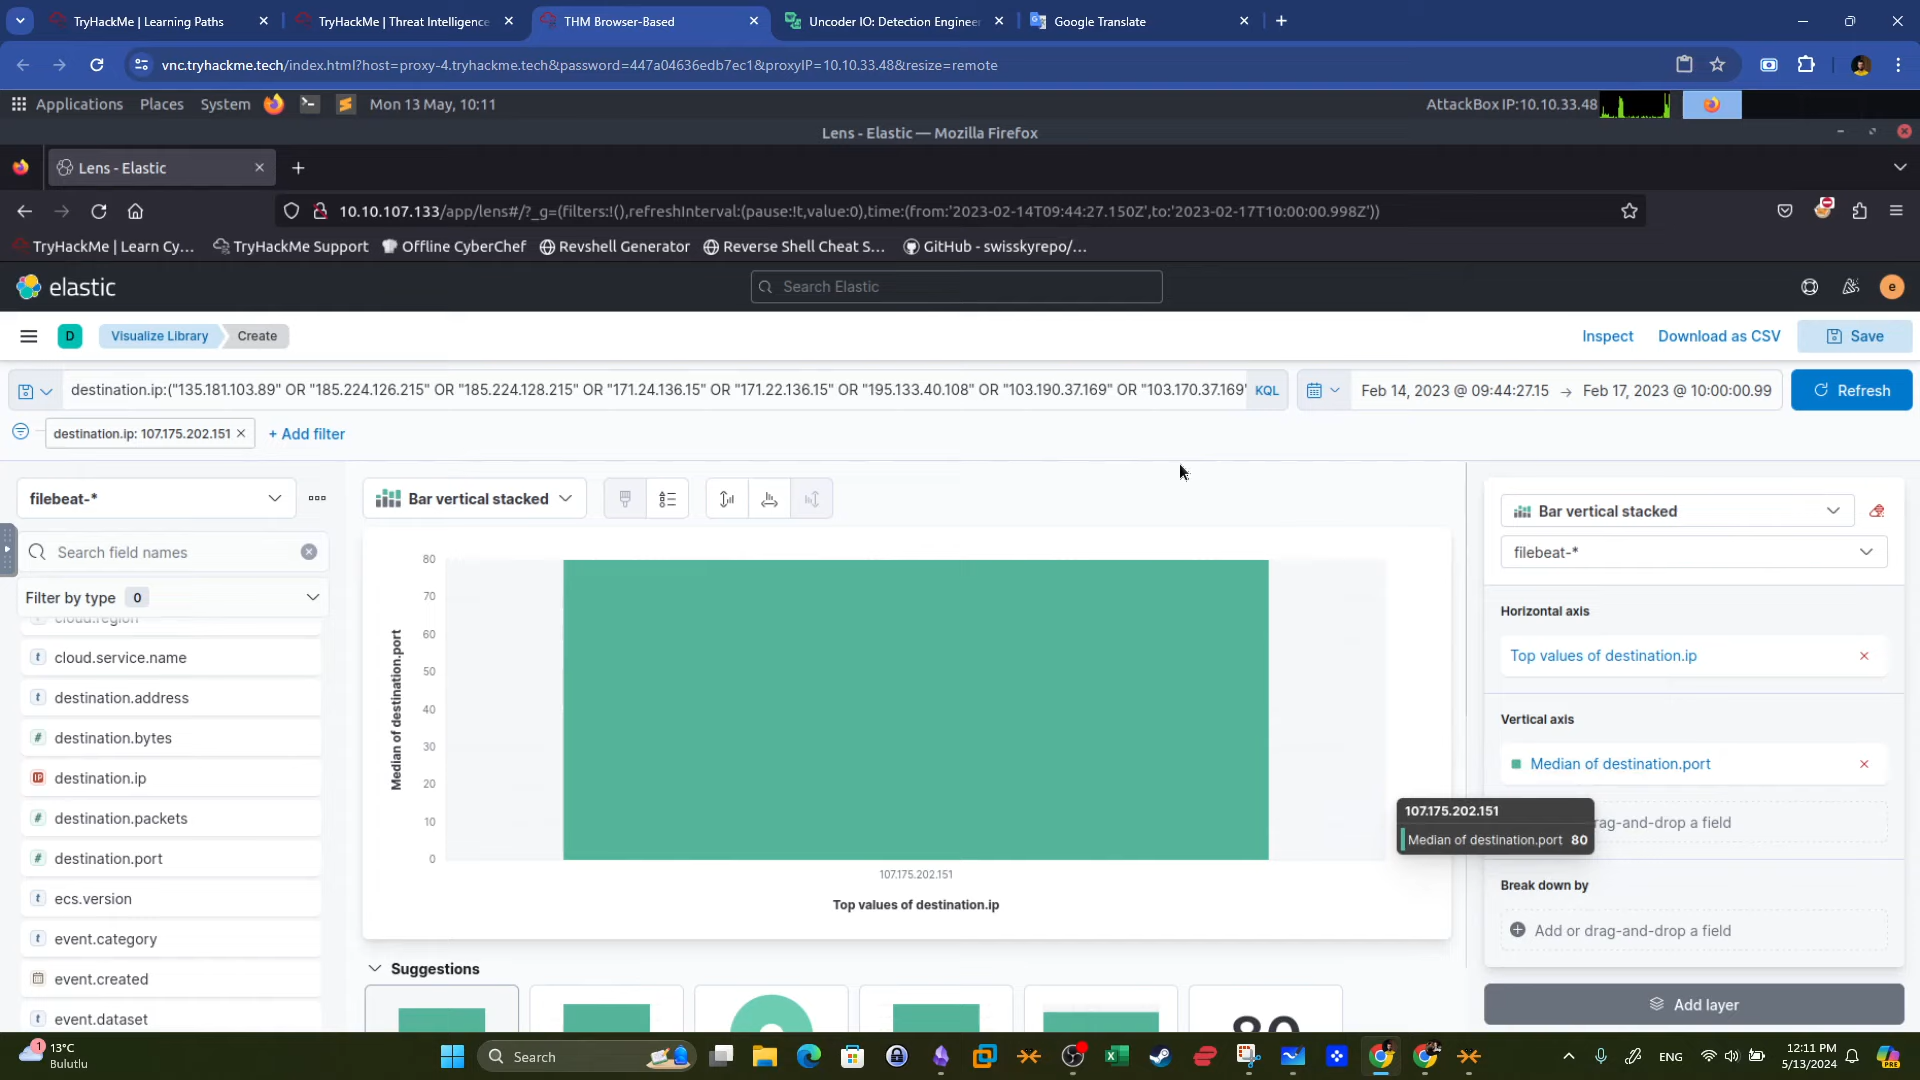 TryHackMe | Learning Paths
TryHackMe | Threat Intelligence
THM Browser-Based
Uncoder IO: Detection Engineer
Google Translate
vnc.tryhackme.tech/index.html?host=proxy-4.tryhackme.tech&password=447a04636edb7ec1&proxyIP=10.10.33.48&resize=remote
Applications Places System Mon 13 May, 10:11 AttackBox IP:10.10.33.48
Lens - Elastic — Mozilla Firefox
Lens - Elastic
10.10.107.133/app/lens#/?_g=(filters:!(),refreshInterval:(pause:!t,value:0),time:(from:'2023-02-14T09:44:27.150Z',to:'2023-02-17T10:00:00.998Z'))
TryHackMe | Learn Cy… TryHackMe Support Offline CyberChef Revshell Generator Reverse Shell Cheat S… GitHub - swisskyrepo/…
elastic
Search Elastic
e
D
Visualize Library
Create
Inspect
Download as CSV
Save
destination.ip:("135.181.103.89" OR "185.224.126.215" OR "185.224.128.215" OR "171.24.136.15" OR "171.22.136.15" OR "195.133.40.108" OR "103.190.37.169" OR "103.170.37.169"
KQL
Feb 14, 2023 @ 09:44:27.15 → Feb 17, 2023 @ 10:00:00.99
Refresh
destination.ip: 107.175.202.151 ×
+ Add filter
filebeat-*
Search field names
Filter by type 0
cloud.region
t cloud.service.name
t destination.address
# destination.bytes
IP destination.ip
# destination.packets
# destination.port
t ecs.version
t event.category
event.created
t event.dataset
Bar vertical stacked
80
70
60
50
40
30
20
10
0
Median of destination.port
107.175.202.151
Top values of destination.ip
107.175.202.151
Median of destination.port 80
Suggestions
80
Bar vertical stacked
filebeat-*
Horizontal axis
Top values of destination.ip
Vertical axis
Median of destination.port
rag-and-drop a field
Break down by
Add or drag-and-drop a field
Add layer
1
13°C
Bulutlu
Search
ENG
12:11 PM
5/13/2024
PRE